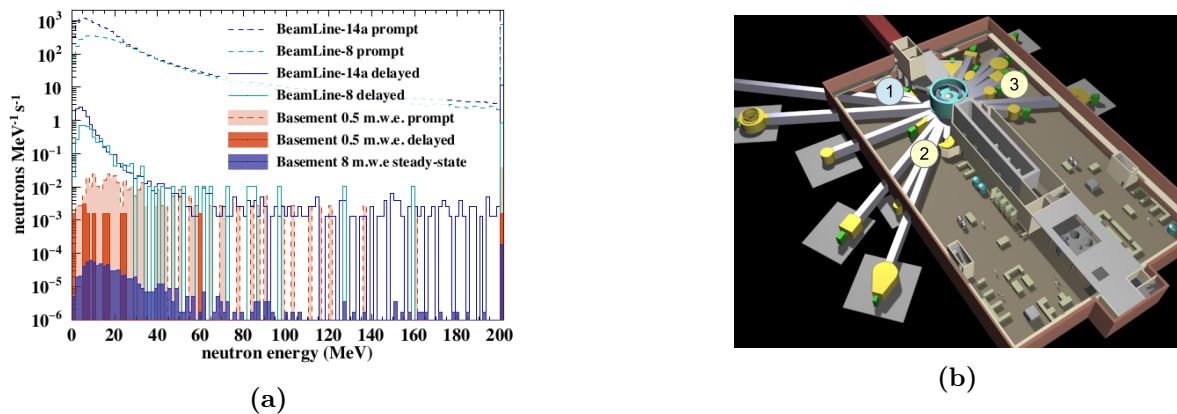 10³
10²
10
1
10⁻¹
10⁻²
10⁻³
10⁻⁴
10⁻⁵
10⁻⁶
neutrons MeV⁻¹ s⁻¹
BeamLine-14a prompt
BeamLine-8 prompt
BeamLine-14a delayed
BeamLine-8 delayed
Basement 0.5 m.w.e. prompt
Basement 0.5 m.w.e. delayed
Basement 8 m.w.e steady-state
0 20 40 60 80 100 120 140 160 180 200
neutron energy (MeV)
(a)
1
2
3
(b)